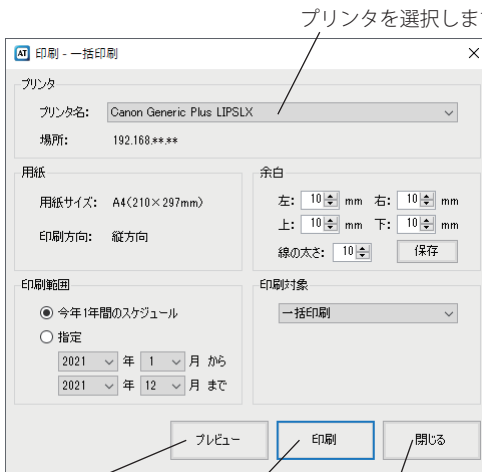 プリンタを選択しま
AT 印刷 - 一括印刷 ×
プリンタ
プリンタ名: Canon Generic Plus LIPSLX
場所: 192.168.**.**
用紙
用紙サイズ: A4(210×297mm)
印刷方向: 縦方向
余白
左: 10 mm 右: 10 mm
上: 10 mm 下: 10 mm
線の太さ: 10 保存
印刷範囲
今年1年間のスケジュール
指定
2021 年 1 月 から
2021 年 12 月 まで
印刷対象
一括印刷
プレビュー 印刷 閉じる